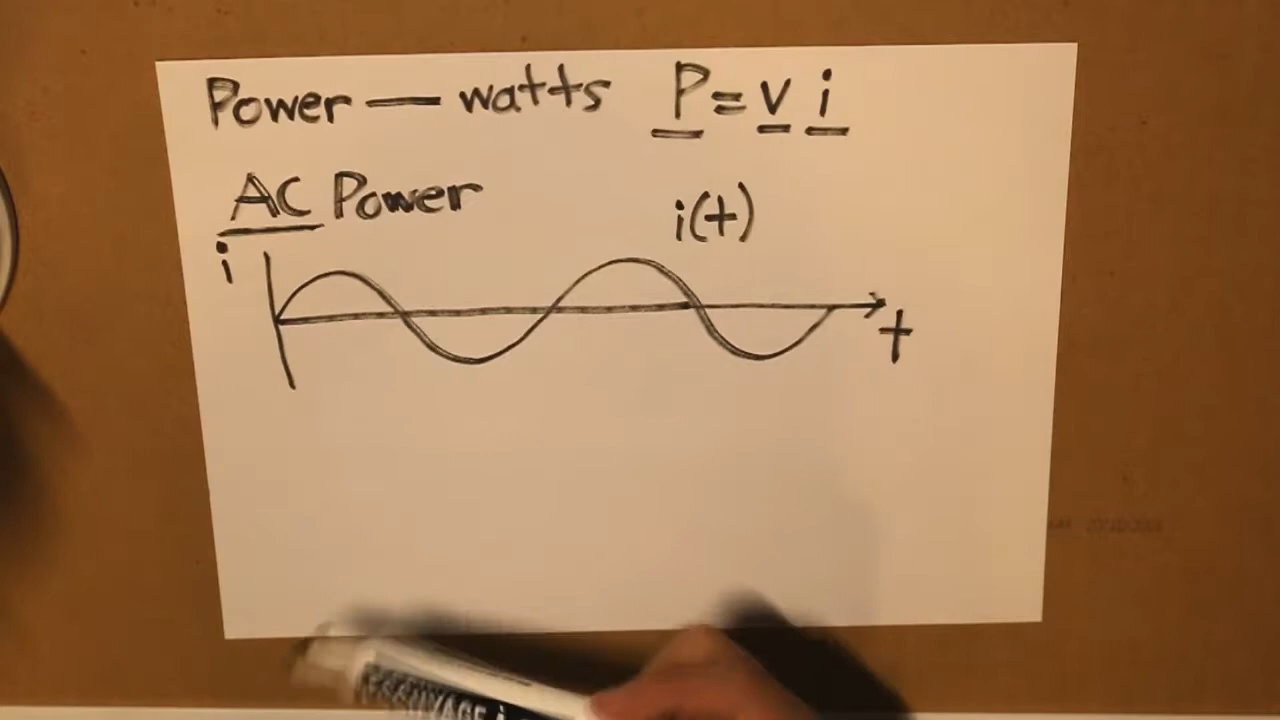 Power — watts P = v i
AC Power
i(t)
i
t